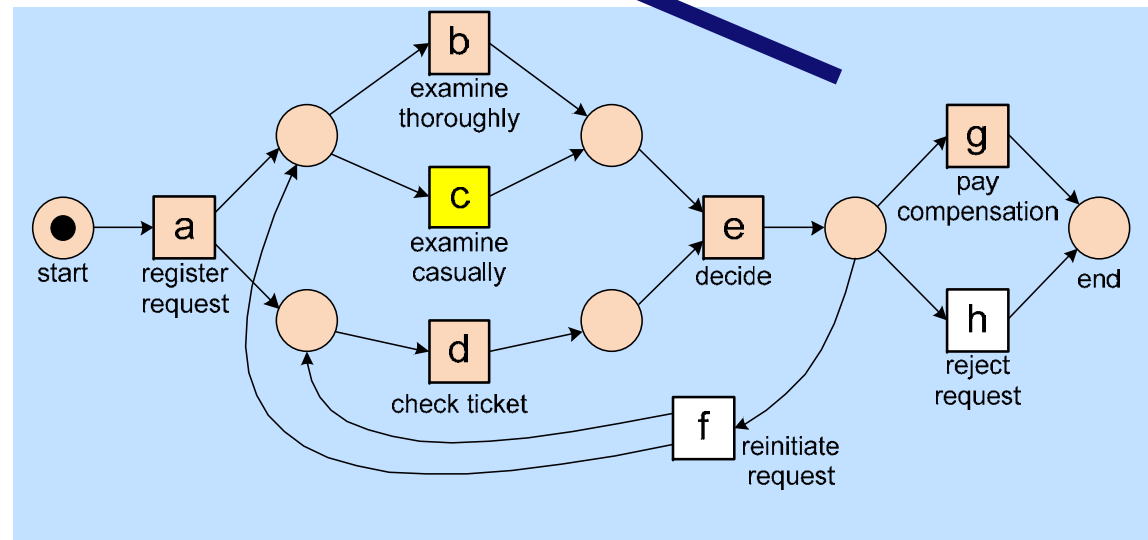 b
examine
thoroughly
g
pay
compensation
c
examine
casually
a
register
request
start
e
decide
end
h
reject
request
d
check ticket
f
reinitiate
request